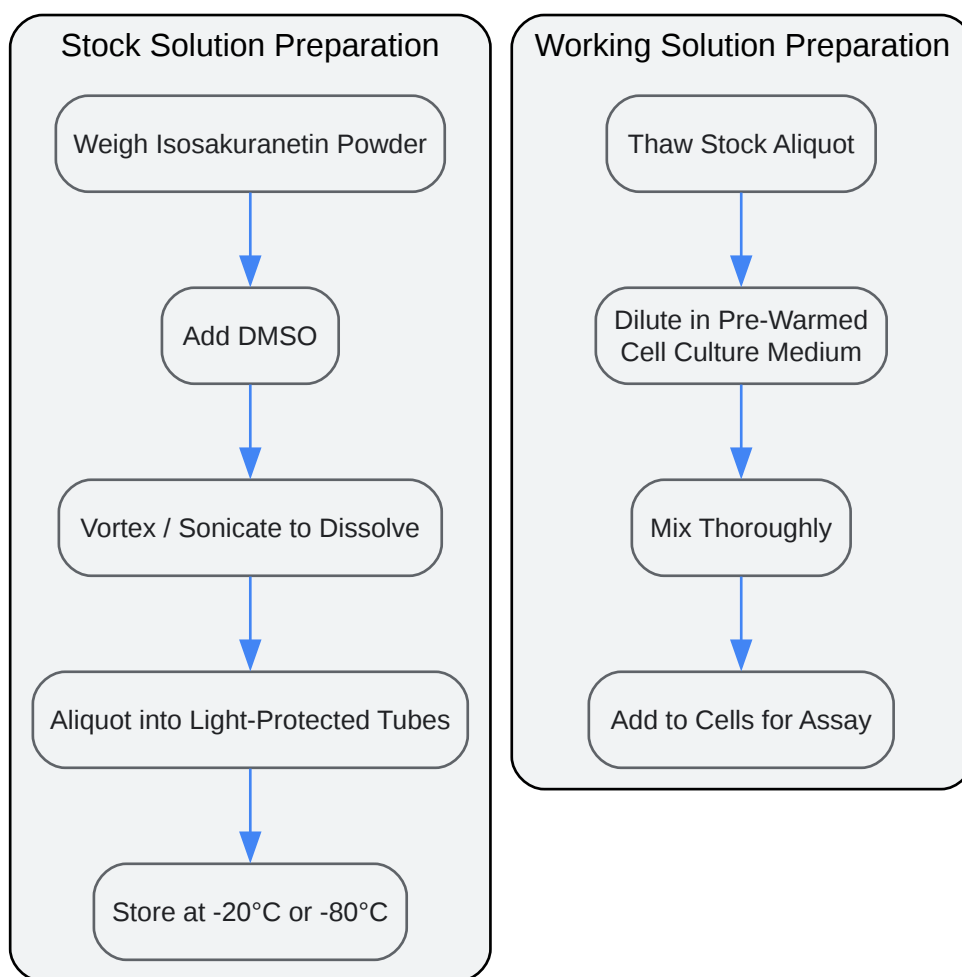 Stock Solution Preparation
Weigh Isosakuranetin Powder
Add DMSO
Vortex / Sonicate to Dissolve
Aliquot into Light-Protected Tubes
Store at -20°C or -80°C
Working Solution Preparation
Thaw Stock Aliquot
Dilute in Pre-Warmed
Cell Culture Medium
Mix Thoroughly
Add to Cells for Assay